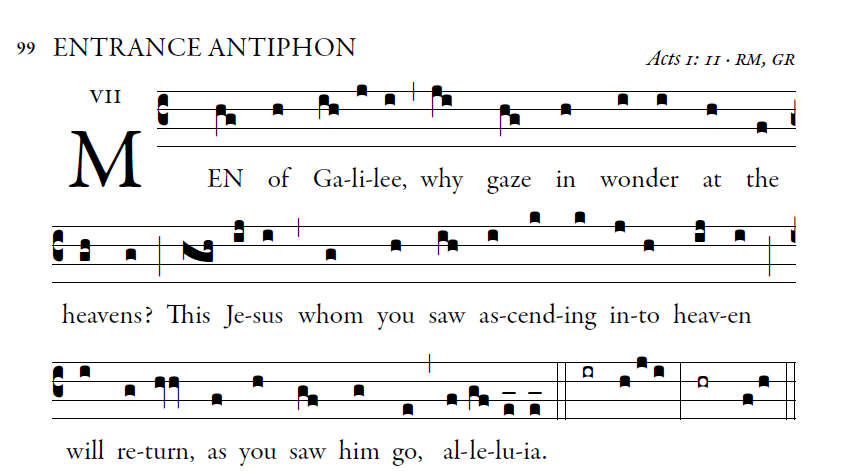 99 ENTRANCE ANTIPHON
Acts 1: 11 · RM, GR
VII
MEN of Ga-li-lee, why gaze in wonder at the
heavens? This Je-sus whom you saw as-cend-ing in-to heav-en
will re-turn, as you saw him go, al-le-lu-ia.